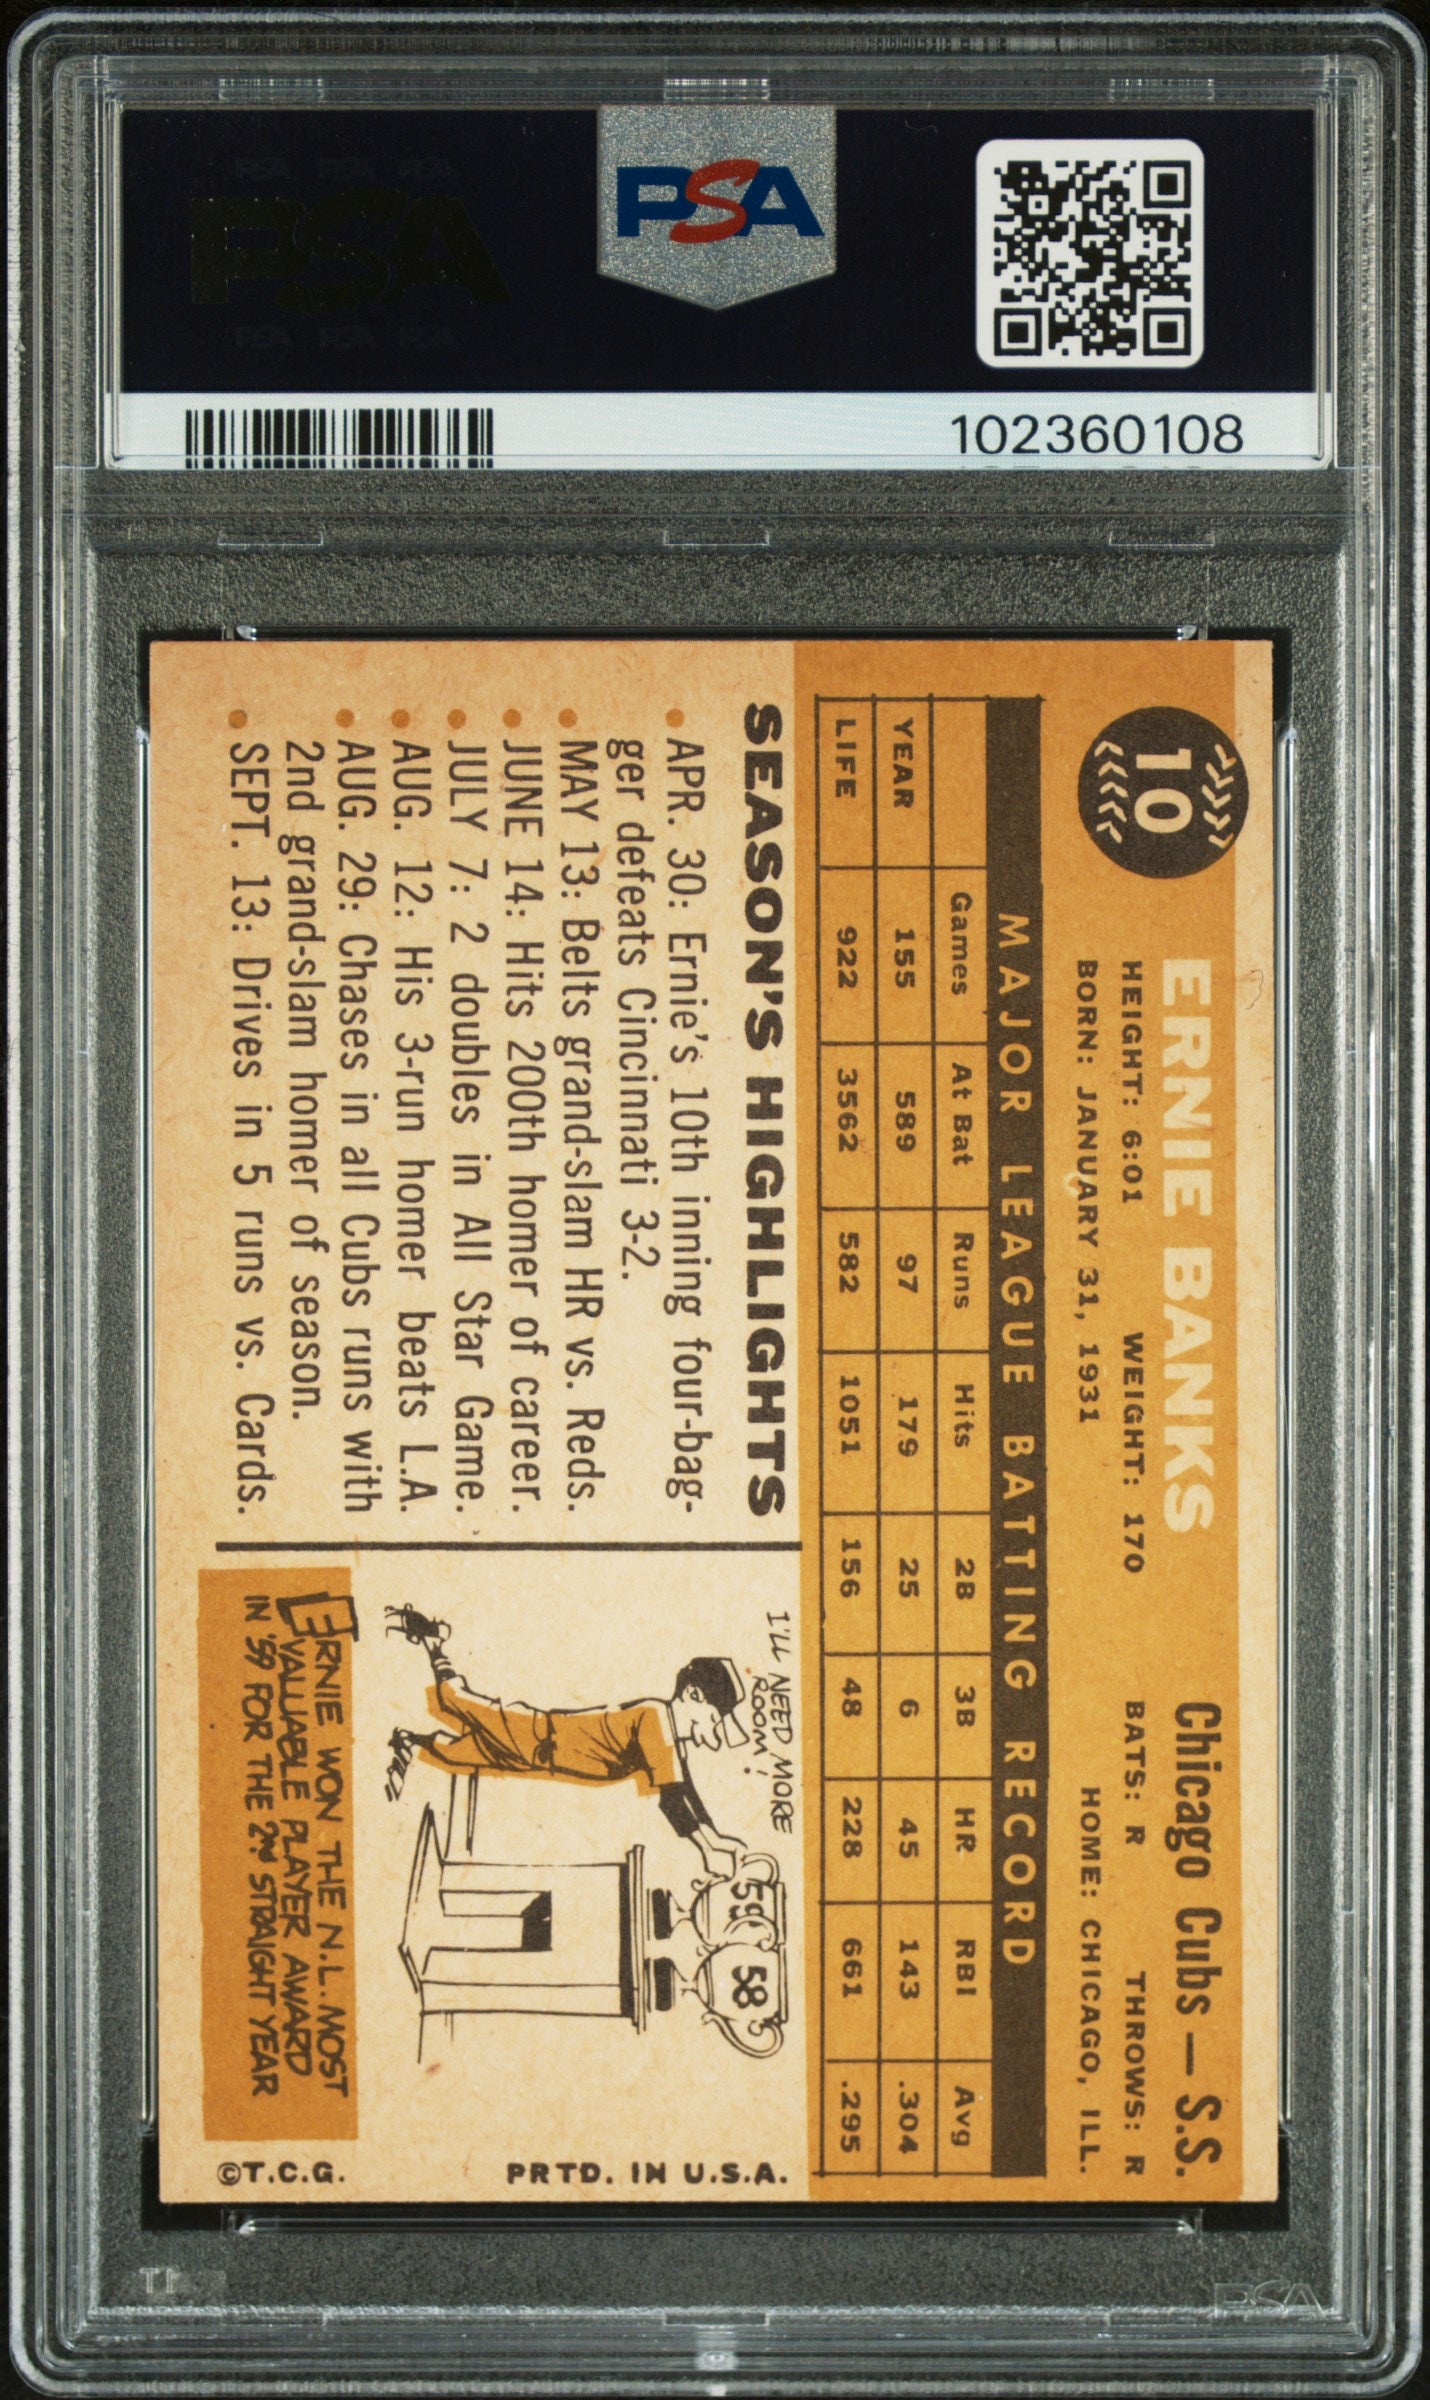 PSA
102360108
10
ERNIE BANKS
Chicago Cubs — S.S.
HEIGHT: 6:01 WEIGHT: 170 BATS: R THROWS: R
BORN: JANUARY 31, 1931 HOME: CHICAGO, ILL.
MAJOR LEAGUE BATTING RECORD
Games At Bat Runs Hits 2B 3B HR RBI Avg
YEAR 155 589 97 179 25 6 45 143 .304
LIFE 922 3562 582 1051 156 48 228 661 .295
SEASON'S HIGHLIGHTS
• APR. 30: Ernie's 10th inning four-bag-
ger defeats Cincinnati 3-2.
• MAY 13: Belts grand-slam HR vs. Reds.
• JUNE 14: Hits 200th homer of career.
• JULY 7: 2 doubles in All Star Game.
• AUG. 12: His 3-run homer beats L.A.
• AUG. 29: Chases in all Cubs runs with
2nd grand-slam homer of season.
• SEPT. 13: Drives in 5 runs vs. Cards.
I'LL NEED MORE
ROOM!
59 58
ERNIE WON THE N.L. MOST
VALUABLE PLAYER AWARD
IN '59 FOR THE 2ND STRAIGHT YEAR
©T.C.G.
PRTD. IN U.S.A.
PSA